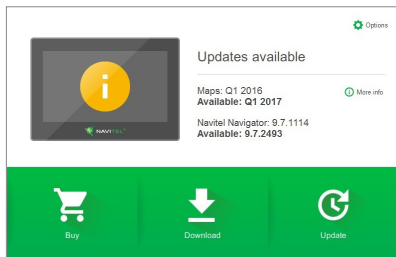 Options
Updates available
Maps: Q1 2016
Available: Q1 2017
More info
Navitel Navigator: 9.7.1114
Available: 9.7.2493
NAVITEL
Buy
Download
Update